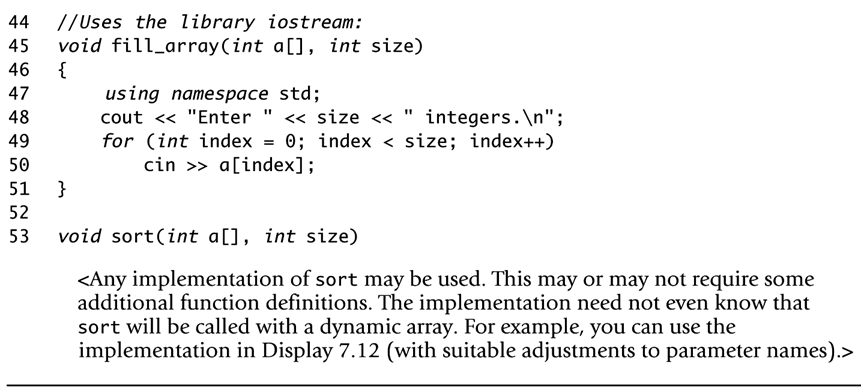 44 //Uses the library iostream:
45 void fill_array(int a[], int size)
46 {
47 using namespace std;
48 cout << "Enter " << size << " integers.\n";
49 for (int index = 0; index < size; index++)
50 cin >> a[index];
51 }
52
53 void sort(int a[], int size)
<Any implementation of sort may be used. This may or may not require some
additional function definitions. The implementation need not even know that
sort will be called with a dynamic array. For example, you can use the
implementation in Display 7.12 (with suitable adjustments to parameter names).>